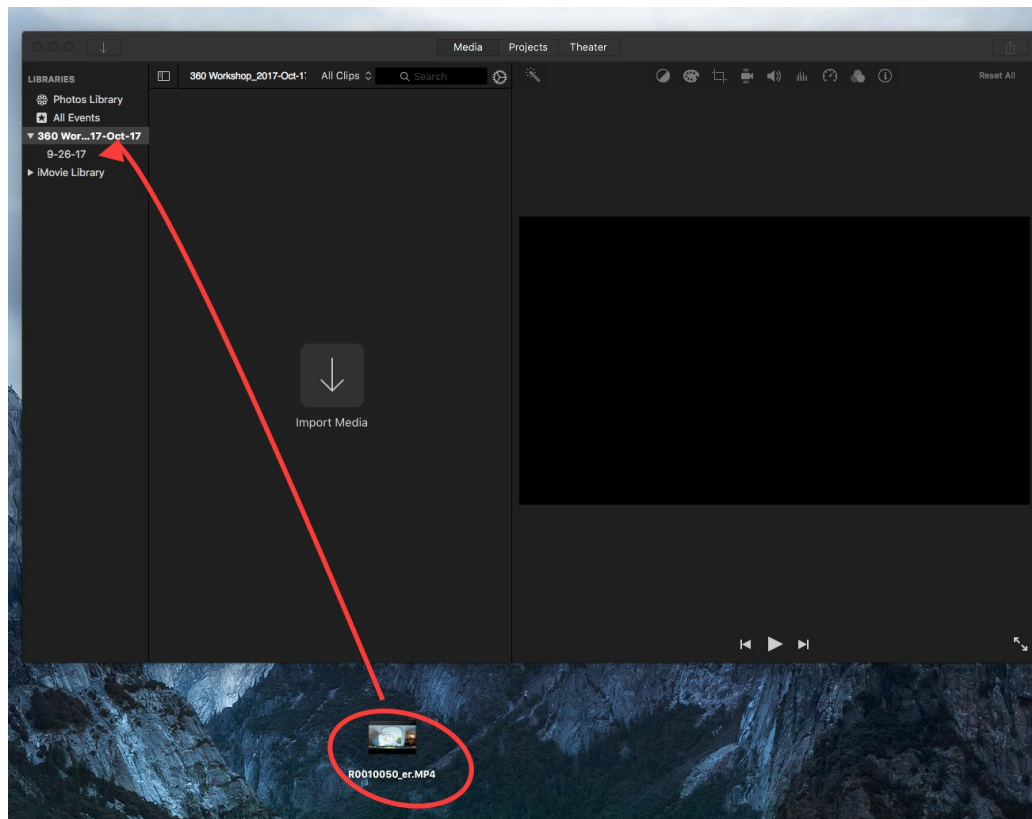 Media Projects Theater
LIBRARIES
Photos Library
All Events
360 Wor...17-Oct-17
9-26-17
iMovie Library
360 Workshop_2017-Oct-1 All Clips Search
Reset All
Import Media
R0010050_er.MP4